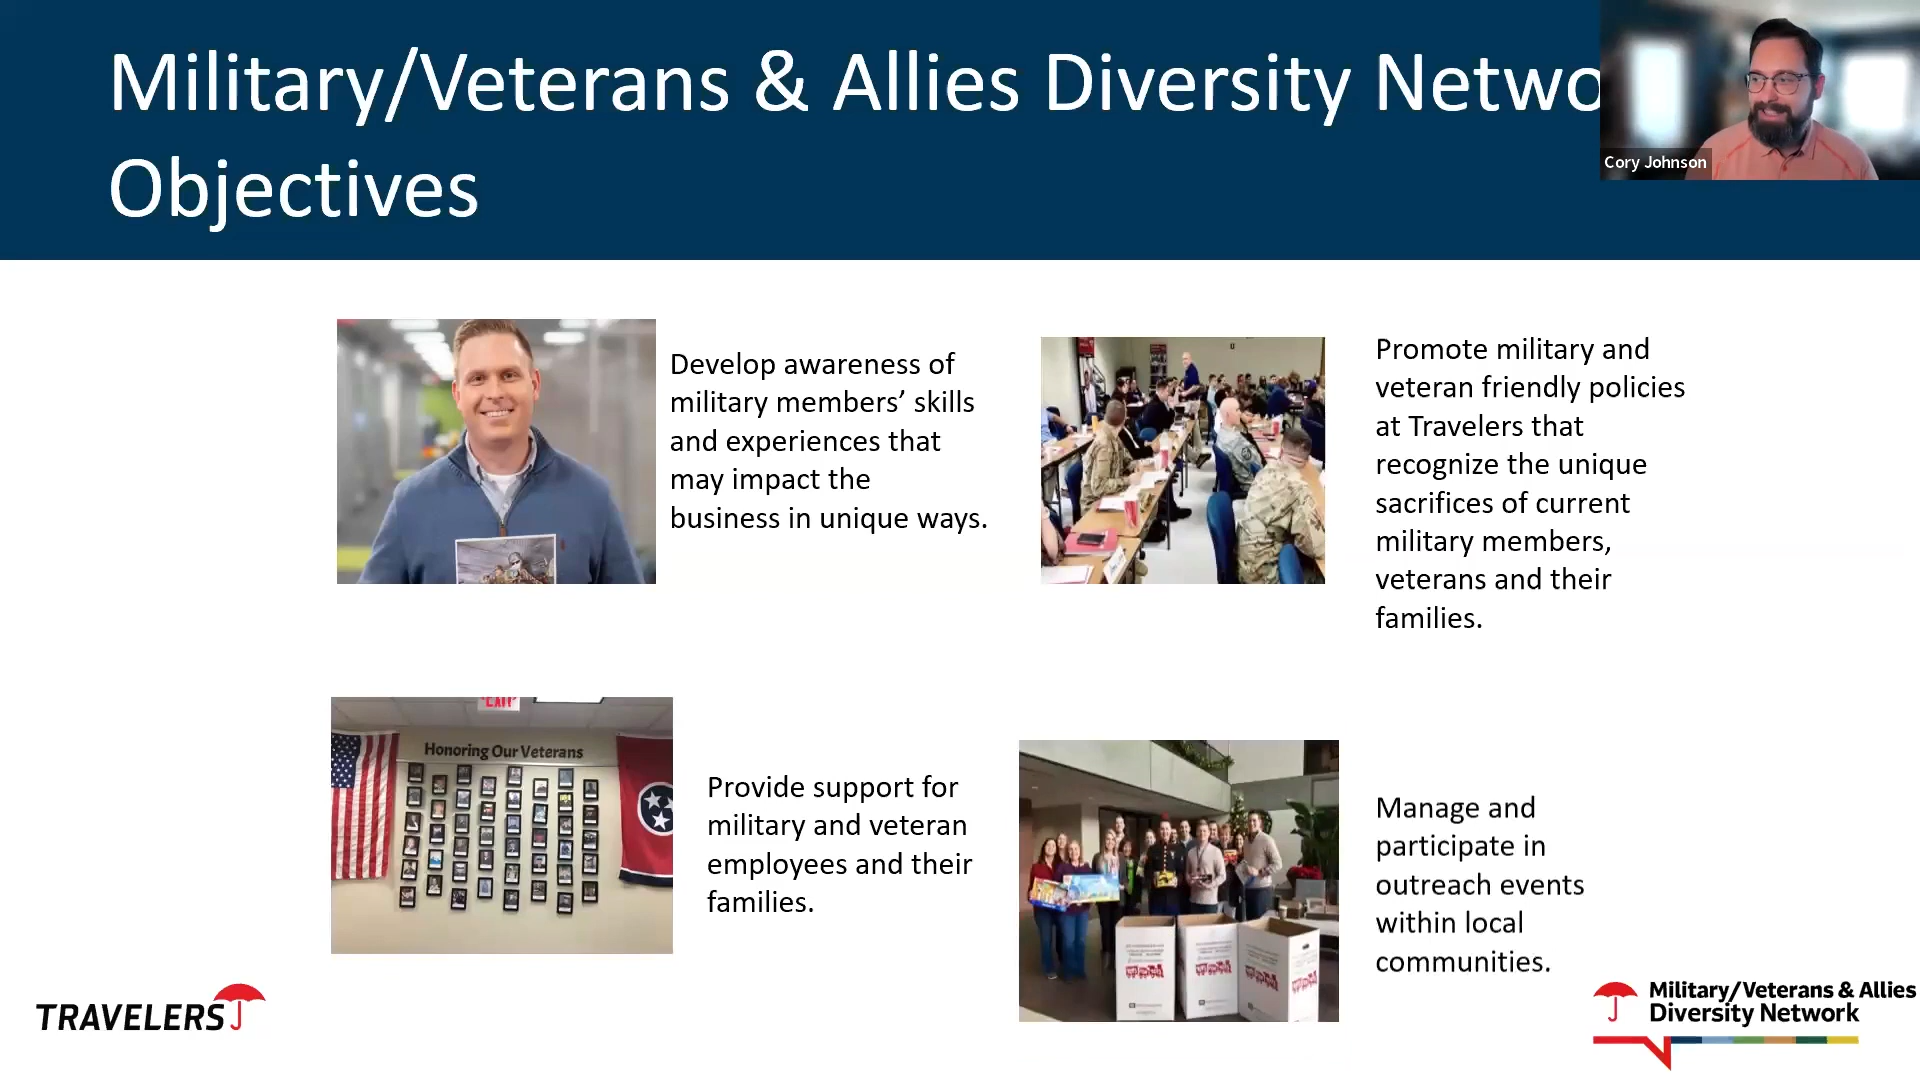 Military/Veterans & Allies Diversity Netwo
Objectives
Cory Johnson
Develop awareness of
military members’ skills
and experiences that
may impact the
business in unique ways.
Promote military and
veteran friendly policies
at Travelers that
recognize the unique
sacrifices of current
military members,
veterans and their
families.
EXIT
Honoring Our Veterans
Provide support for
military and veteran
employees and their
families.
Manage and
participate in
outreach events
within local
communities.
TRAVELERS
Military/Veterans & Allies
Diversity Network